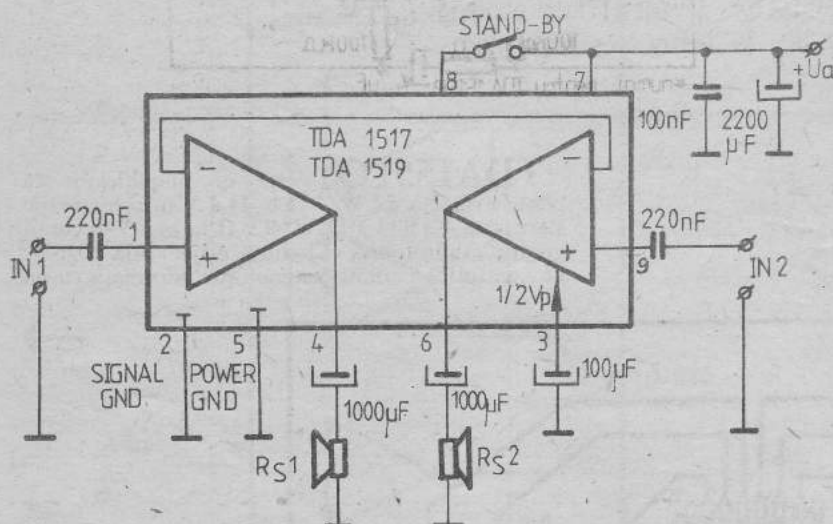 STAND-BY
8
7
+Ua
100nF
2200
µF
TDA 1517
TDA 1519
-
-
220nF
1
+
+
220nF
9
IN 1
IN 2
1/2Vp
2
5
4
6
3
SIGNAL
GND
POWER
GND
1000µF
1000µF
100µF
RS1
RS2